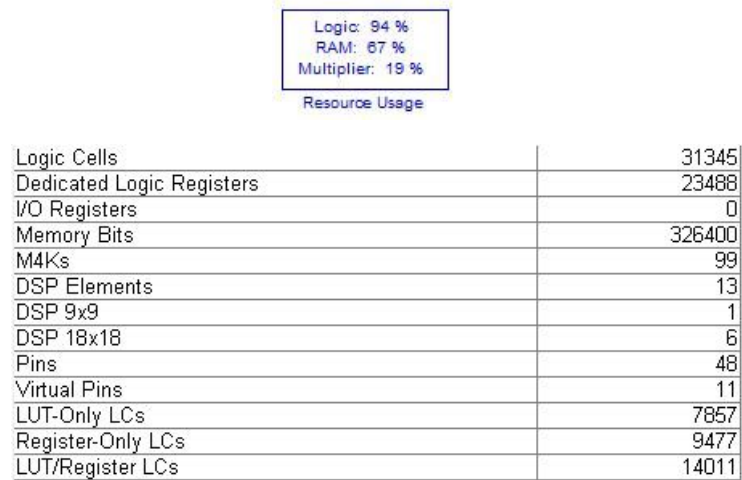 Logic: 94 %
RAM: 67 %
Multiplier: 19 %
Resource Usage
Logic Cells 31345
Dedicated Logic Registers 23488
I/O Registers 0
Memory Bits 326400
M4Ks 99
DSP Elements 13
DSP 9x9 1
DSP 18x18 6
Pins 48
Virtual Pins 11
LUT-Only LCs 7857
Register-Only LCs 9477
LUT/Register LCs 14011